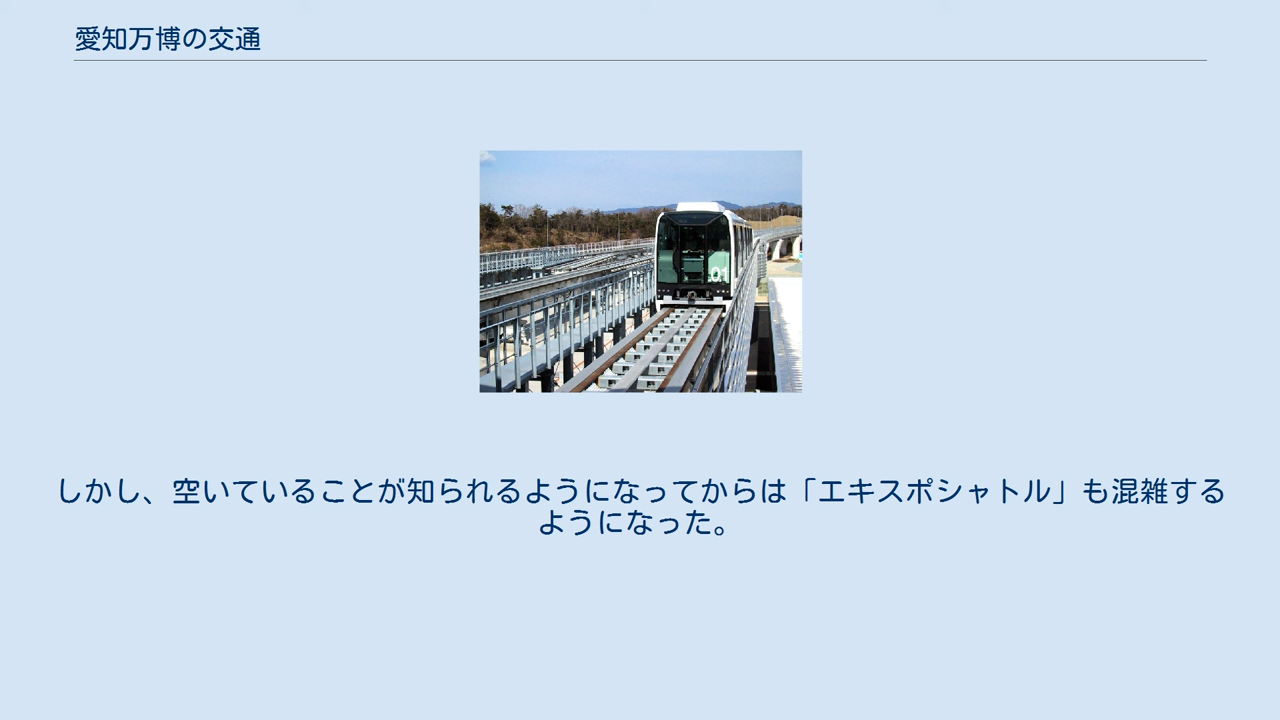 愛知万博の交通
01
しかし、空いていることが知られるようになってからは「エキスポシャトル」も混雑する
ようになった。